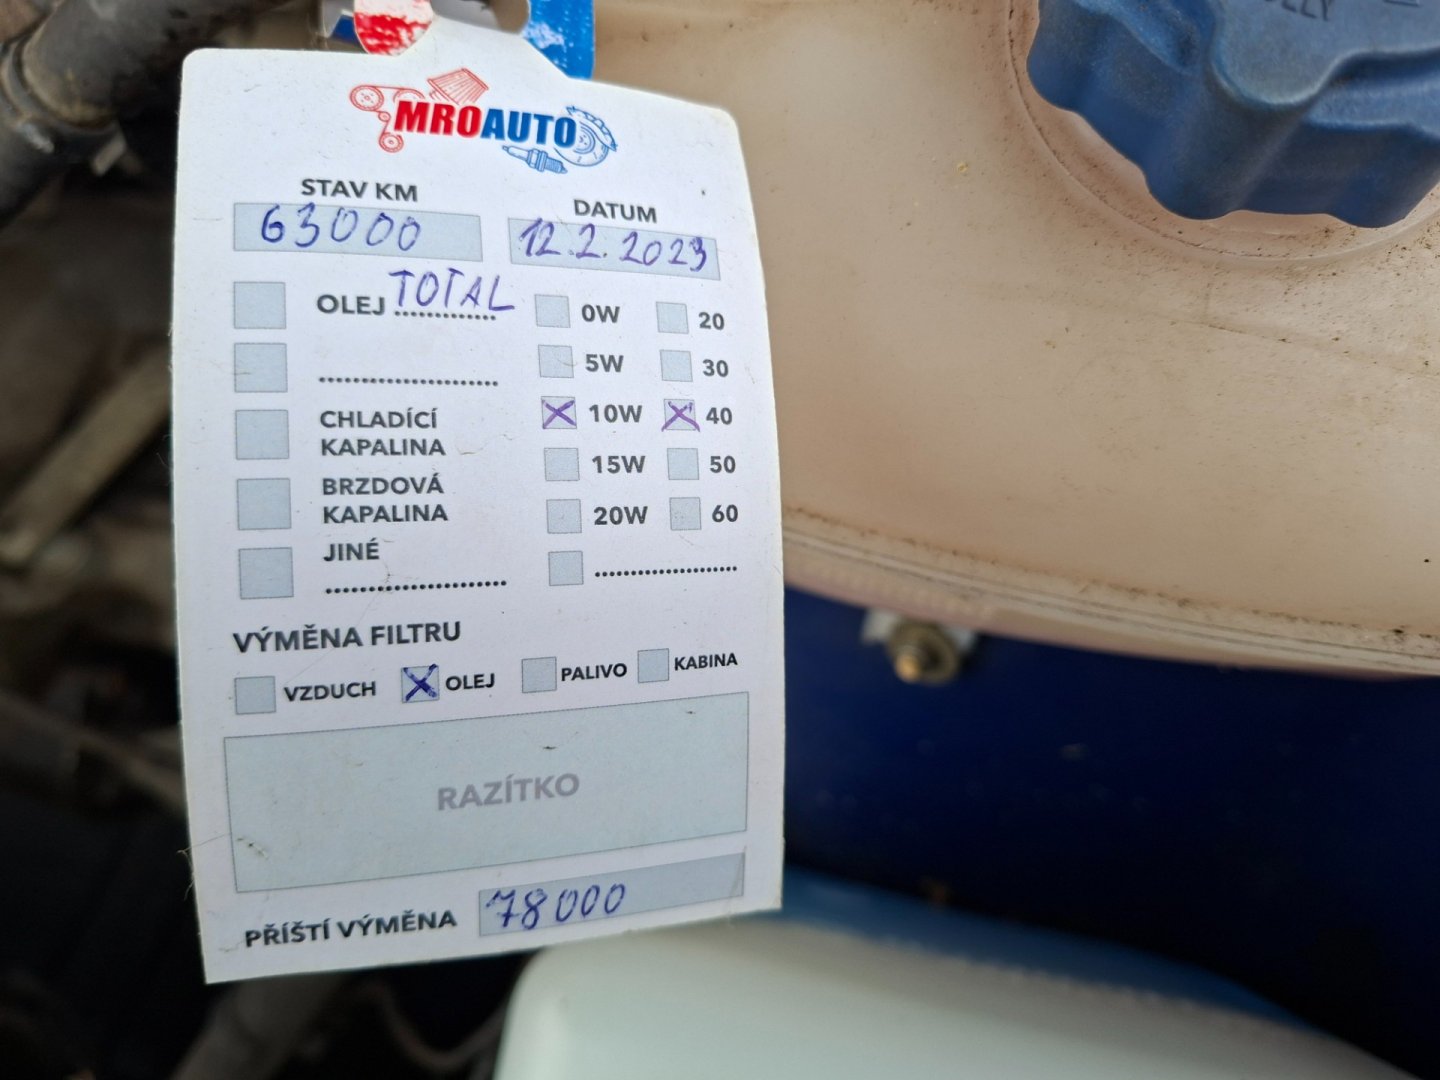 MROAUTO
STAV KM
63000
DATUM
12.2.2023
OLEJ TOTAL
0W 20
5W 30
CHLADÍCÍ
KAPALINA
10W 40
15W 50
BRZDOVÁ
KAPALINA
20W 60
JINÉ
VÝMĚNA FILTRU
VZDUCH OLEJ PALIVO KABINA
RAZÍTKO
PŘÍŠTÍ VÝMĚNA 78000